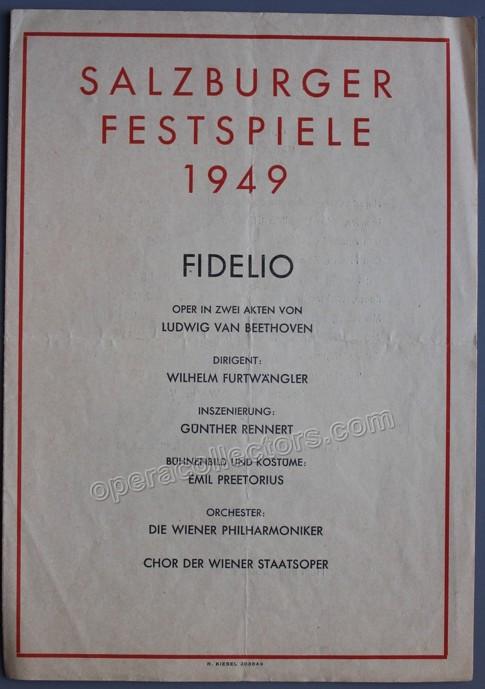 SALZBURGER
FESTSPIELE
1949
FIDELIO
OPER IN ZWEI AKTEN VON
LUDWIG VAN BEETHOVEN
DIRIGENT:
WILHELM FURTWÄNGLER
INSZENIERUNG:
GÜNTHER RENNERT
BÜHNENBILD UND KOSTÜME:
EMIL PREETORIUS
operacollectors.com
ORCHESTER:
DIE WIENER PHILHARMONIKER
CHOR DER WIENER STAATSOPER
R. KIESEL